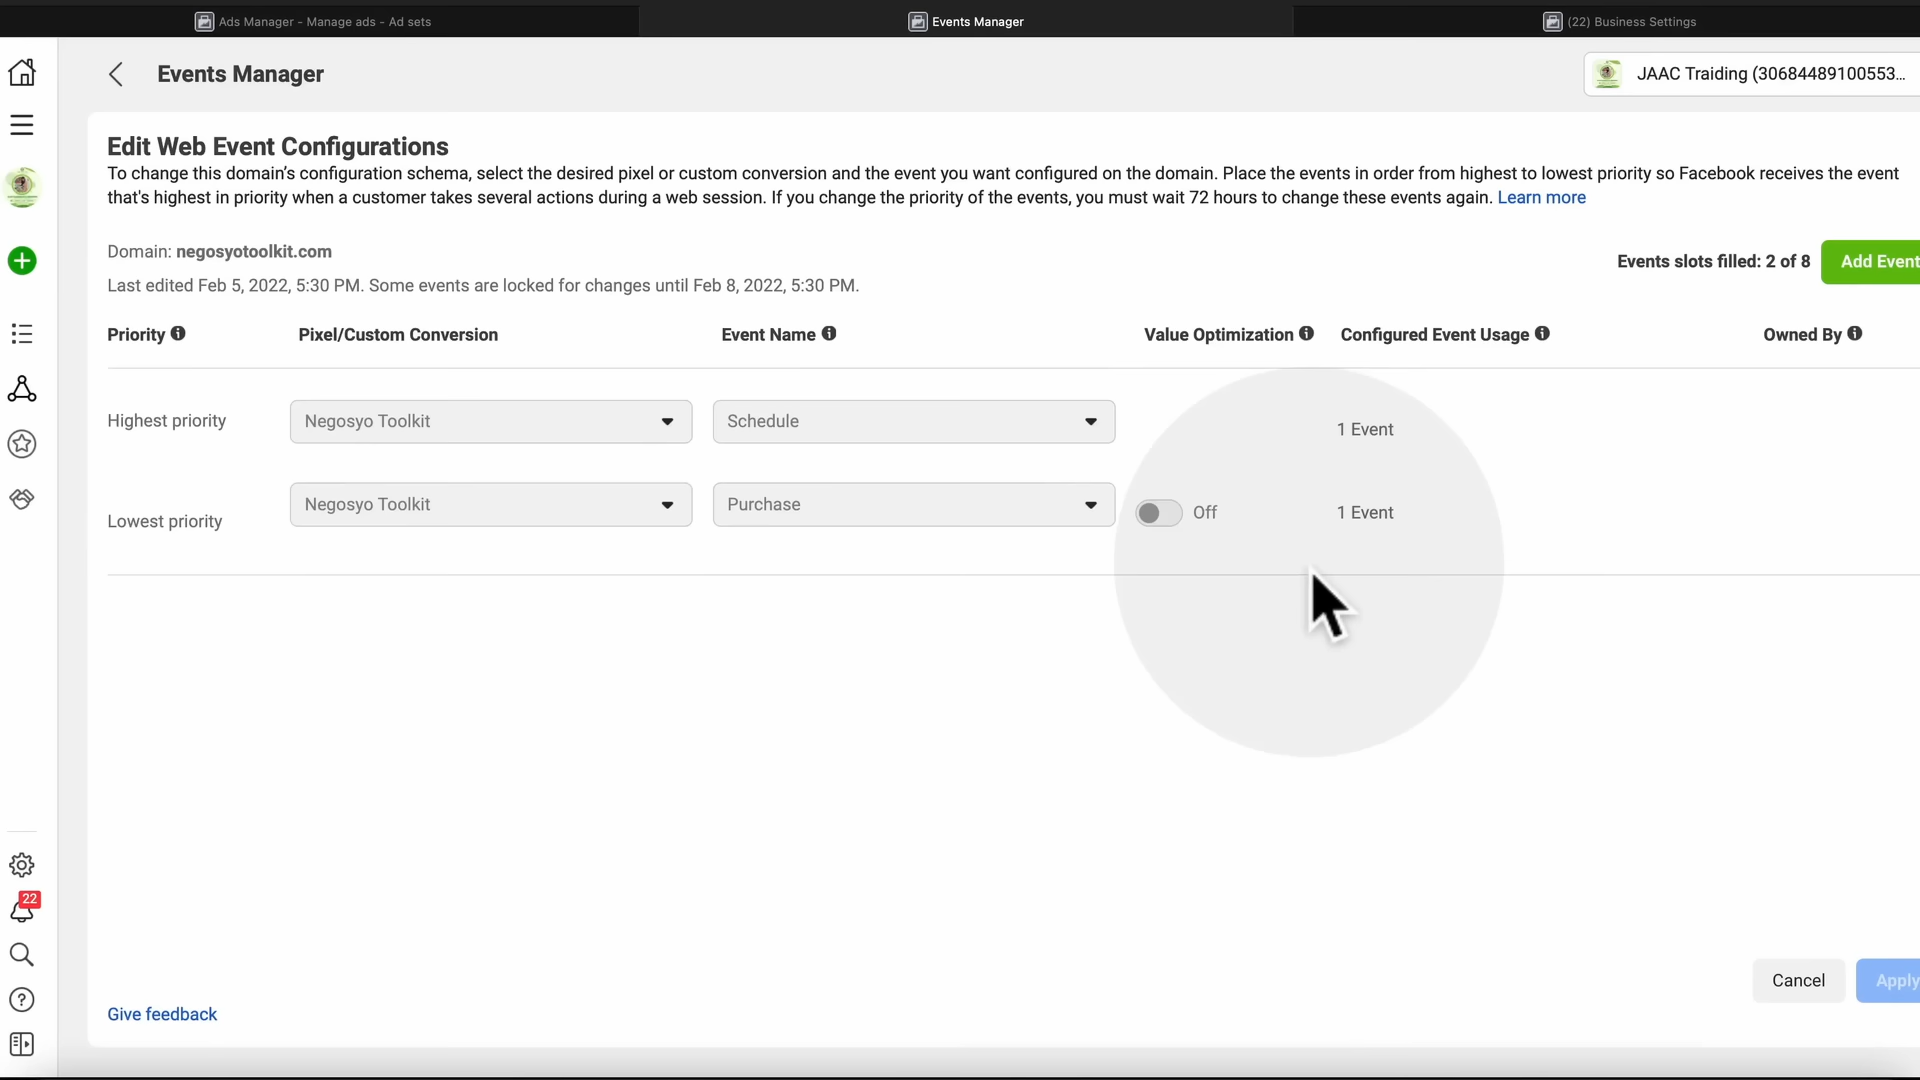 Ads Manager - Manage ads - Ad sets
Events Manager
(22) Business Settings
Events Manager
JAAC Traiding (30684489100553...
Edit Web Event Configurations
To change this domain's configuration schema, select the desired pixel or custom conversion and the event you want configured on the domain. Place the events in order from highest to lowest priority so Facebook receives the event
that's highest in priority when a customer takes several actions during a web session. If you change the priority of the events, you must wait 72 hours to change these events again. Learn more
Domain: negosyotoolkit.com
Events slots filled: 2 of 8
Add Event
Last edited Feb 5, 2022, 5:30 PM. Some events are locked for changes until Feb 8, 2022, 5:30 PM.
Priority
Pixel/Custom Conversion
Event Name
Value Optimization
Configured Event Usage
Owned By
Highest priority
Negosyo Toolkit
Schedule
1 Event
Lowest priority
Negosyo Toolkit
Purchase
Off
1 Event
22
Cancel
Apply
Give feedback